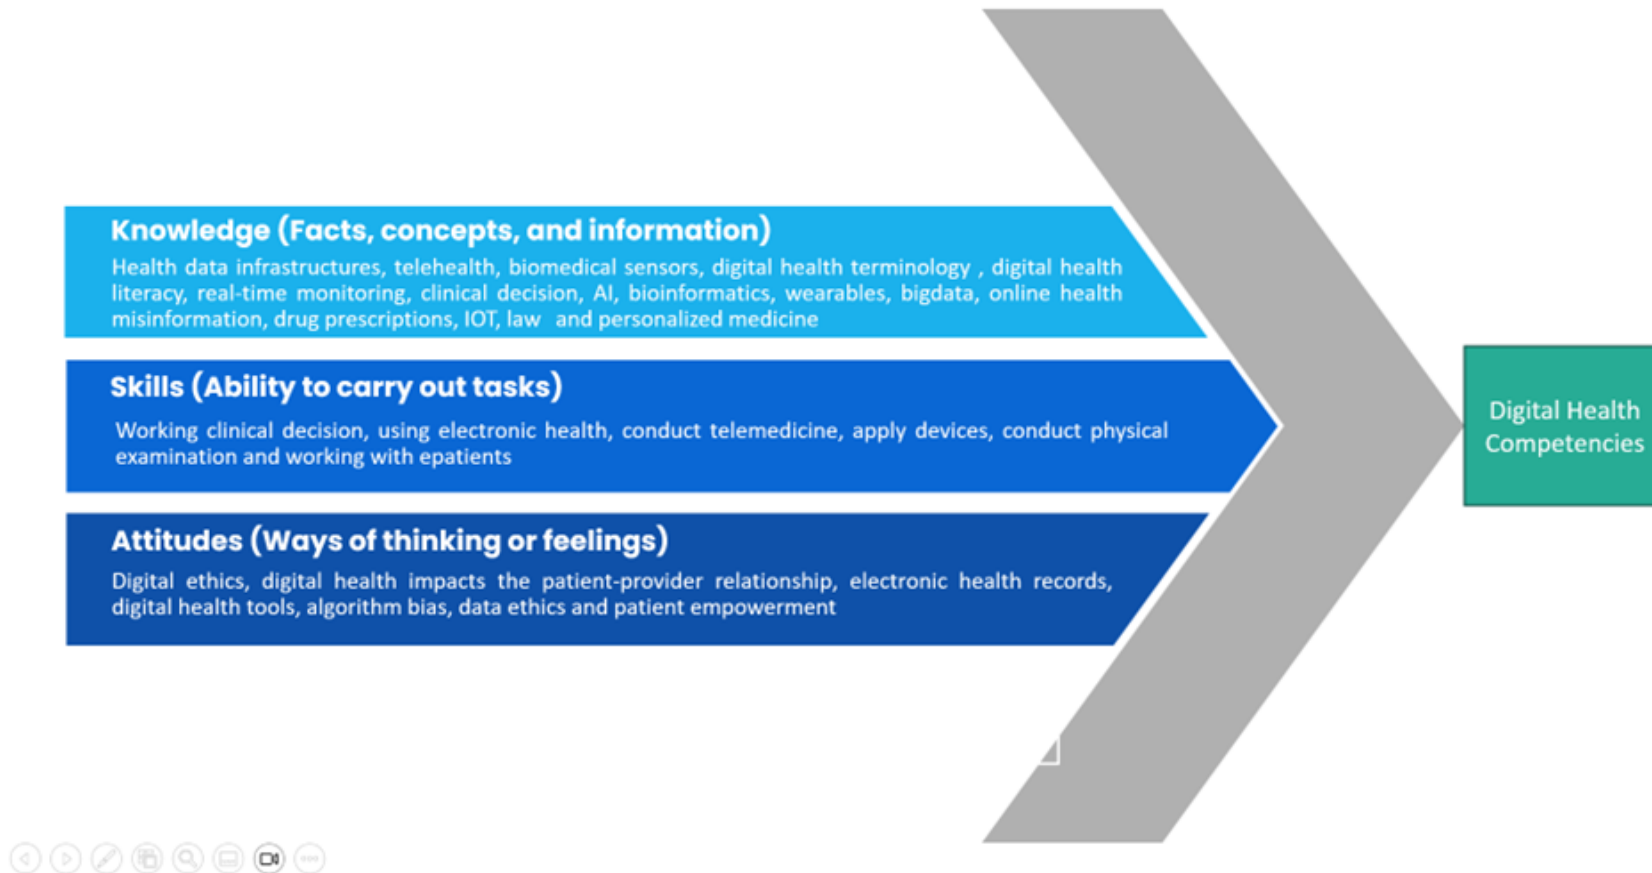 Knowledge (Facts, concepts, and information)
Health data infrastructures, telehealth, biomedical sensors, digital health terminology , digital health
literacy, real-time monitoring, clinical decision, AI, bioinformatics, wearables, bigdata, online health
misinformation, drug prescriptions, IOT, law  and personalized medicine
Skills (Ability to carry out tasks)
Working clinical decision, using electronic health, conduct telemedicine, apply devices, conduct physical
examination and working with epatients
Attitudes (Ways of thinking or feelings)
Digital ethics, digital health impacts the patient-provider relationship, electronic health records,
digital health tools, algorithm bias, data ethics and patient empowerment
Digital Health
Competencies